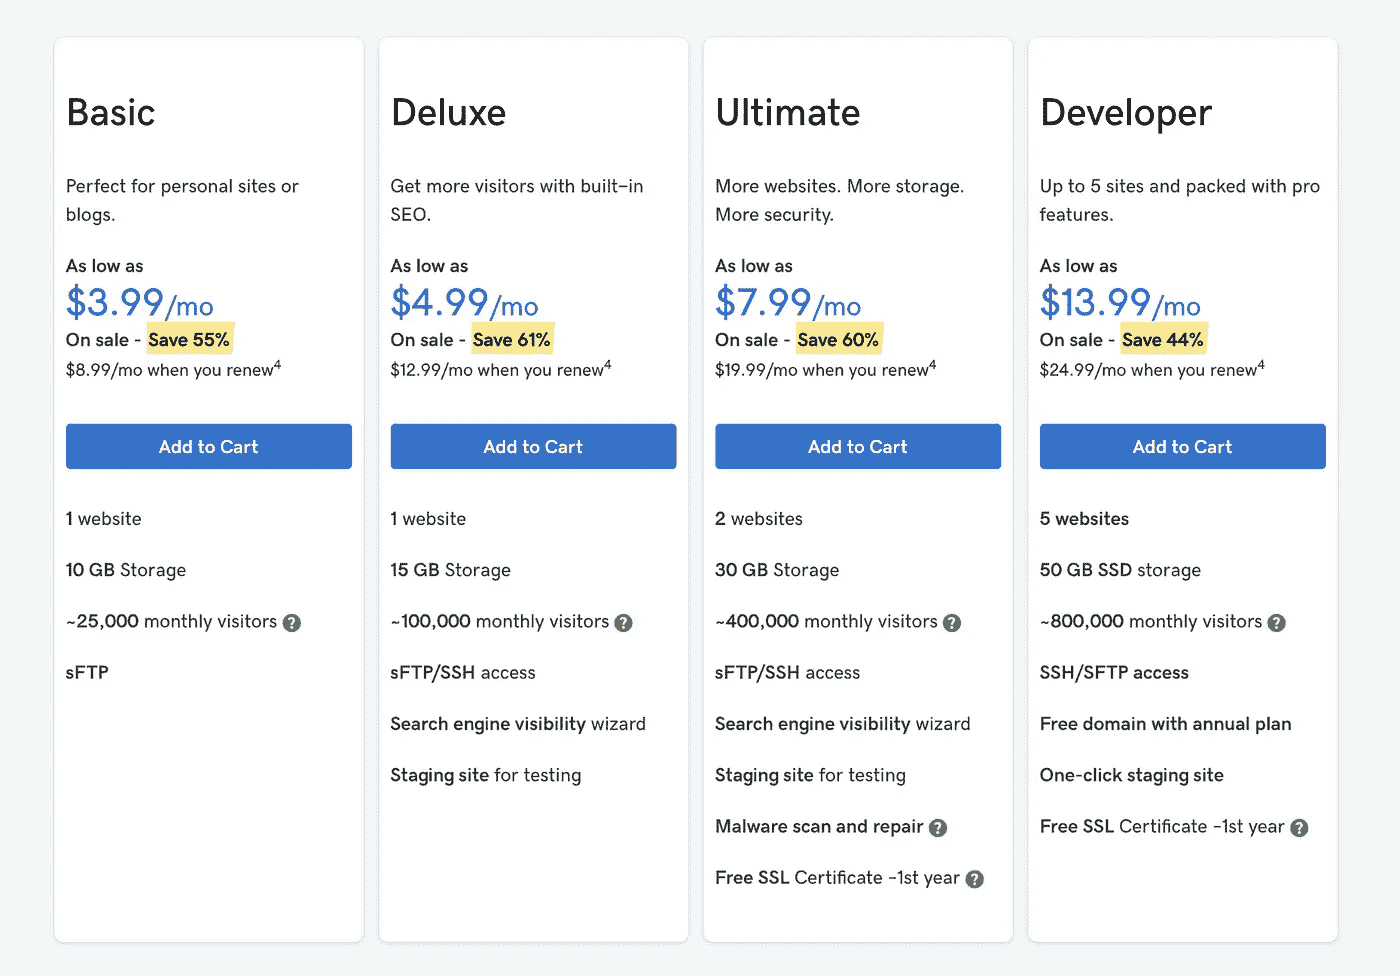 Basic
Perfect for personal sites or
blogs.
As low as
$3.99/mo
On sale - Save 55%
$8.99/mo when you renew4
Add to Cart
1 website
10 GB Storage
~25,000 monthly visitors ?
sFTP
Deluxe
Get more visitors with built-in
SEO.
As low as
$4.99/mo
On sale - Save 61%
$12.99/mo when you renew4
Add to Cart
1 website
15 GB Storage
~100,000 monthly visitors ?
sFTP/SSH access
Search engine visibility wizard
Staging site for testing
Ultimate
More websites. More storage.
More security.
As low as
$7.99/mo
On sale - Save 60%
$19.99/mo when you renew4
Add to Cart
2 websites
30 GB Storage
~400,000 monthly visitors ?
sFTP/SSH access
Search engine visibility wizard
Staging site for testing
Malware scan and repair ?
Free SSL Certificate -1st year ?
Developer
Up to 5 sites and packed with pro
features.
As low as
$13.99/mo
On sale - Save 44%
$24.99/mo when you renew4
Add to Cart
5 websites
50 GB SSD storage
~800,000 monthly visitors ?
SSH/SFTP access
Free domain with annual plan
One-click staging site
Free SSL Certificate -1st year ?